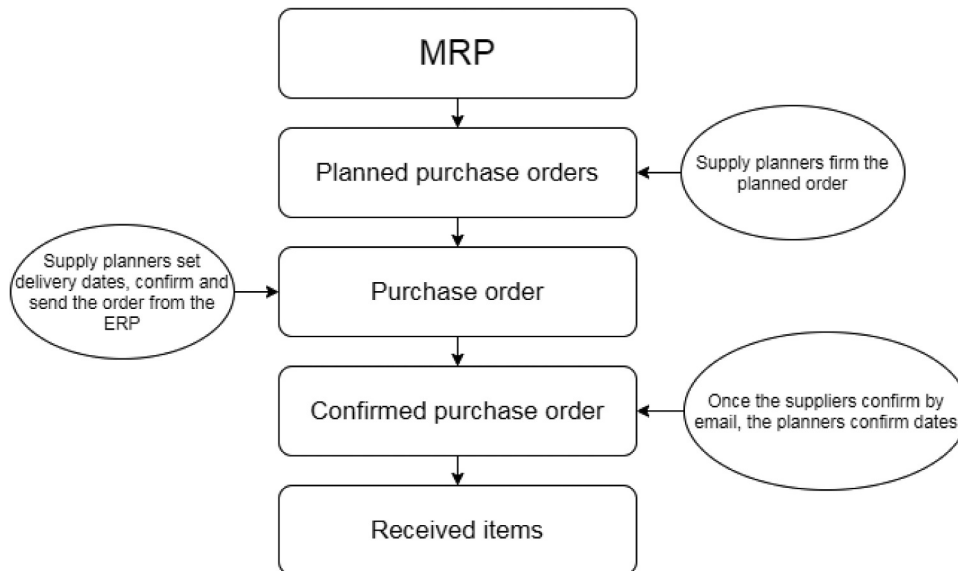 MRP
Planned purchase orders
Supply planners firm the
planned order
Supply planners set
delivery dates, confirm and
send the order from the
ERP
Purchase order
Confirmed purchase order
Once the suppliers confirm by
email, the planners confirm dates
Received items